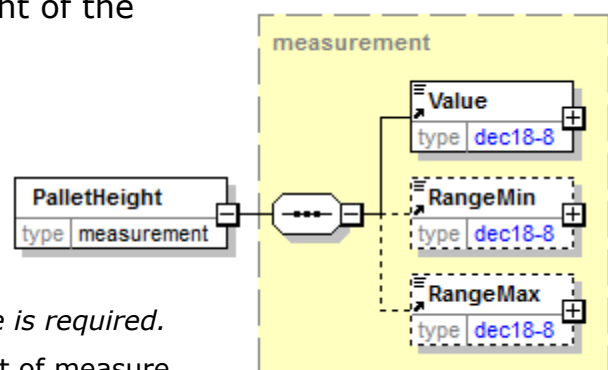 nt of the
measurement
Value
type dec18-8
PalletHeight
type measurement
RangeMin
type dec18-8
RangeMax
type dec18-8
e is required.
t of measure